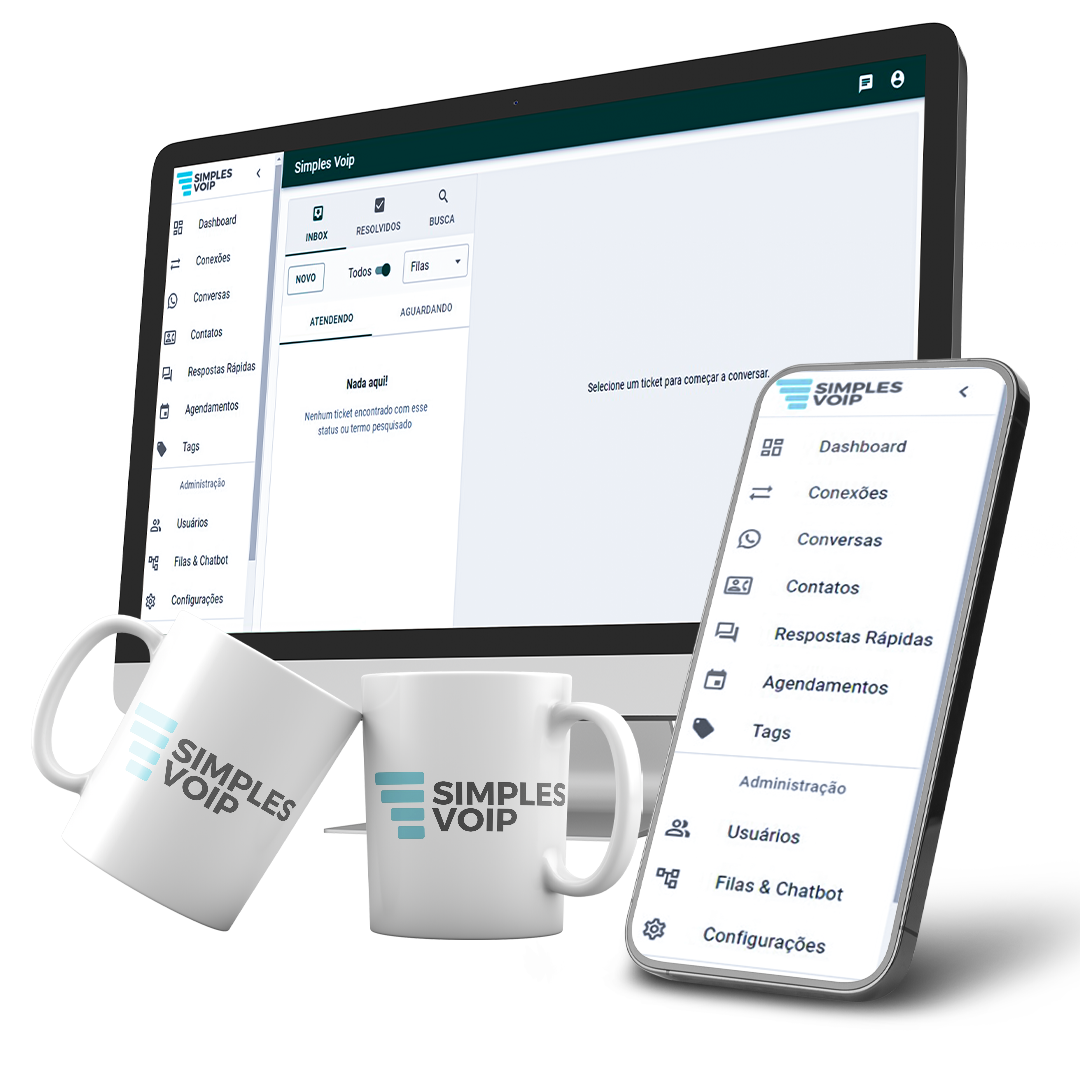 SIMPLES
VOIP
Dashboard
Conexões
Conversas
Contatos
Respostas Rápidas
Agendamentos
Tags
Administração
Usuários
Filas & Chatbot
Configurações
Simples Voip
INBOX
RESOLVIDOS
BUSCA
NOVO
Todos
Filas
ATENDENDO
AGUARDANDO
Nada aqui!
Nenhum ticket encontrado com esse
status ou termo pesquisado
Selecione um ticket para começar a conversar.
SIMPLES
VOIP
Dashboard
Conexões
Conversas
Contatos
Respostas Rápidas
Agendamentos
Tags
Administração
Usuários
Filas & Chatbot
Configurações
SIMPLES
VOIP
SIMPLES
VOIP